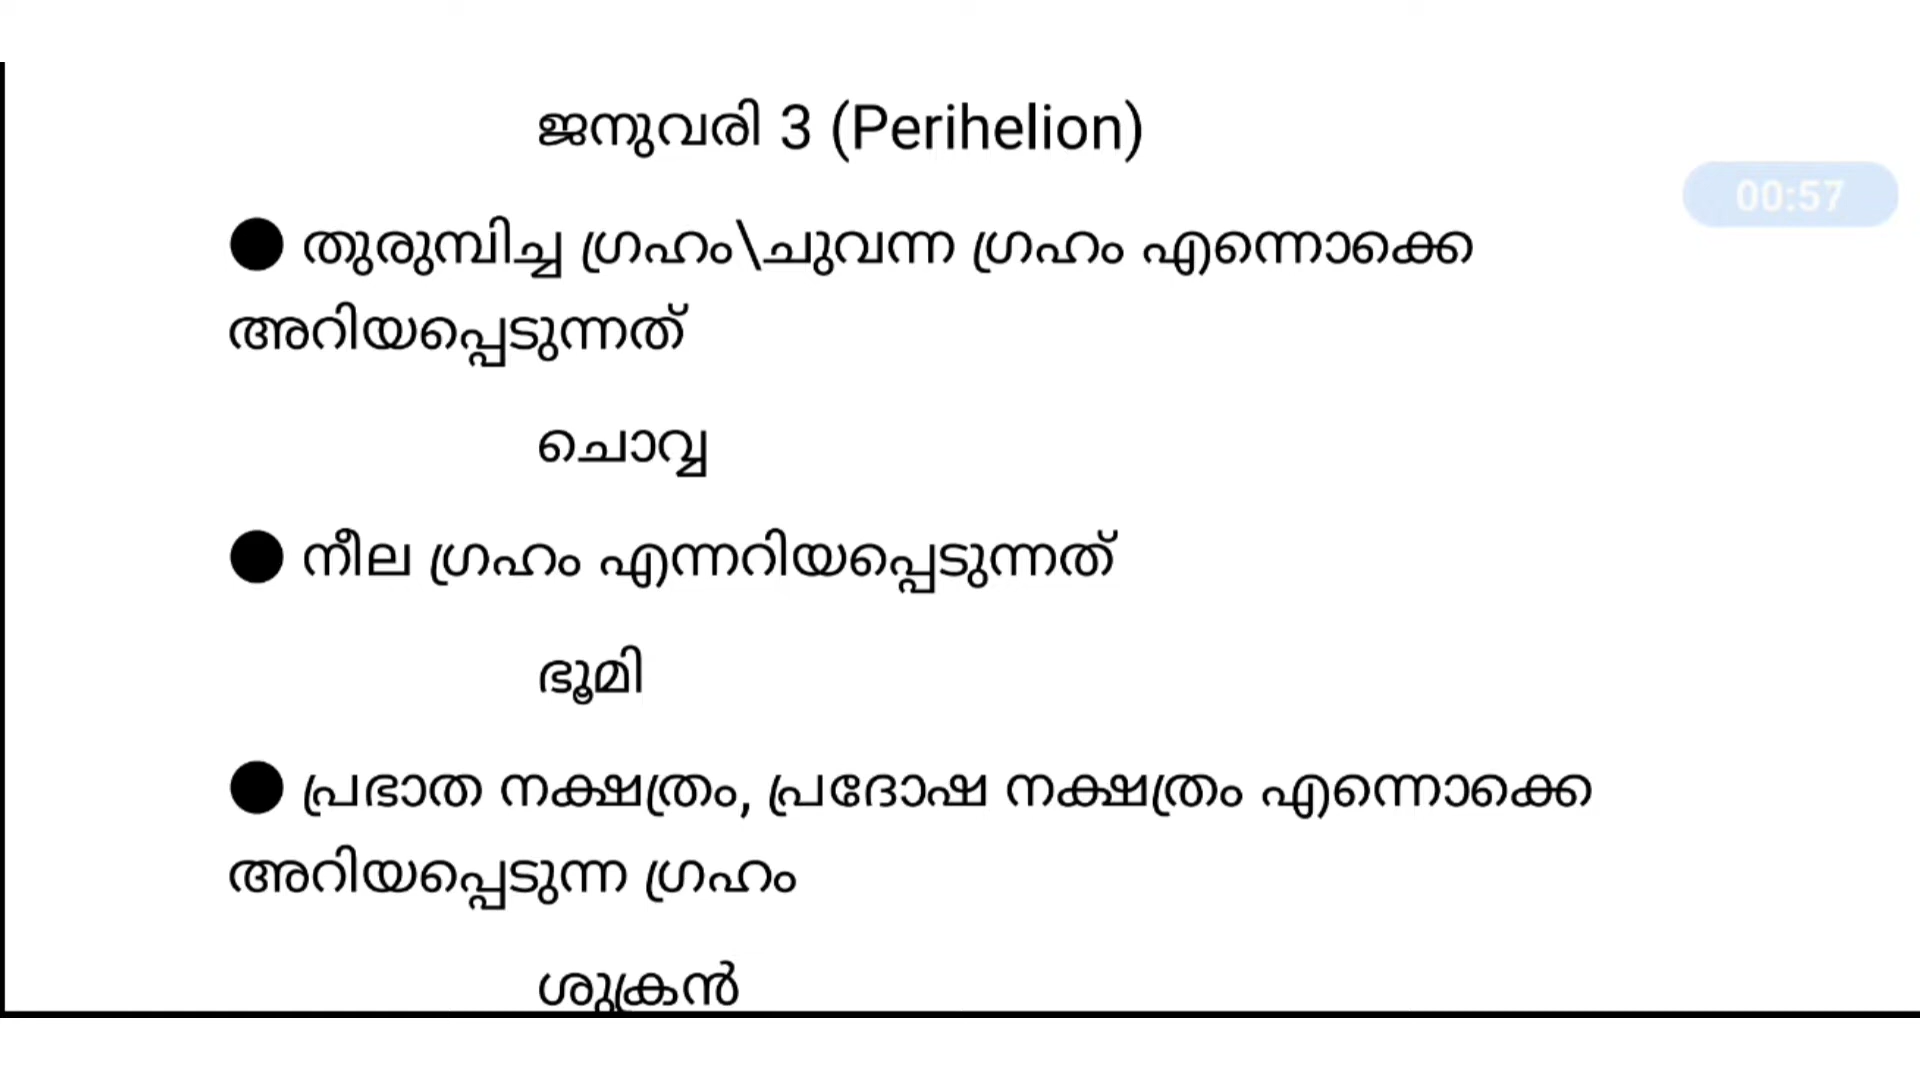 ജനുവരി 3 (Perihelion)
00:57
● തുരുമ്പിച്ച ഗ്രഹം\ചുവന്ന ഗ്രഹം എന്നൊക്കെ
അറിയപ്പെടുന്നത്
ചൊവ്വ
● നീല ഗ്രഹം എന്നറിയപ്പെടുന്നത്
ഭൂമി
● പ്രഭാത നക്ഷത്രം, പ്രദോഷ നക്ഷത്രം എന്നൊക്കെ
അറിയപ്പെടുന്ന ഗ്രഹം
ശുക്രൻ